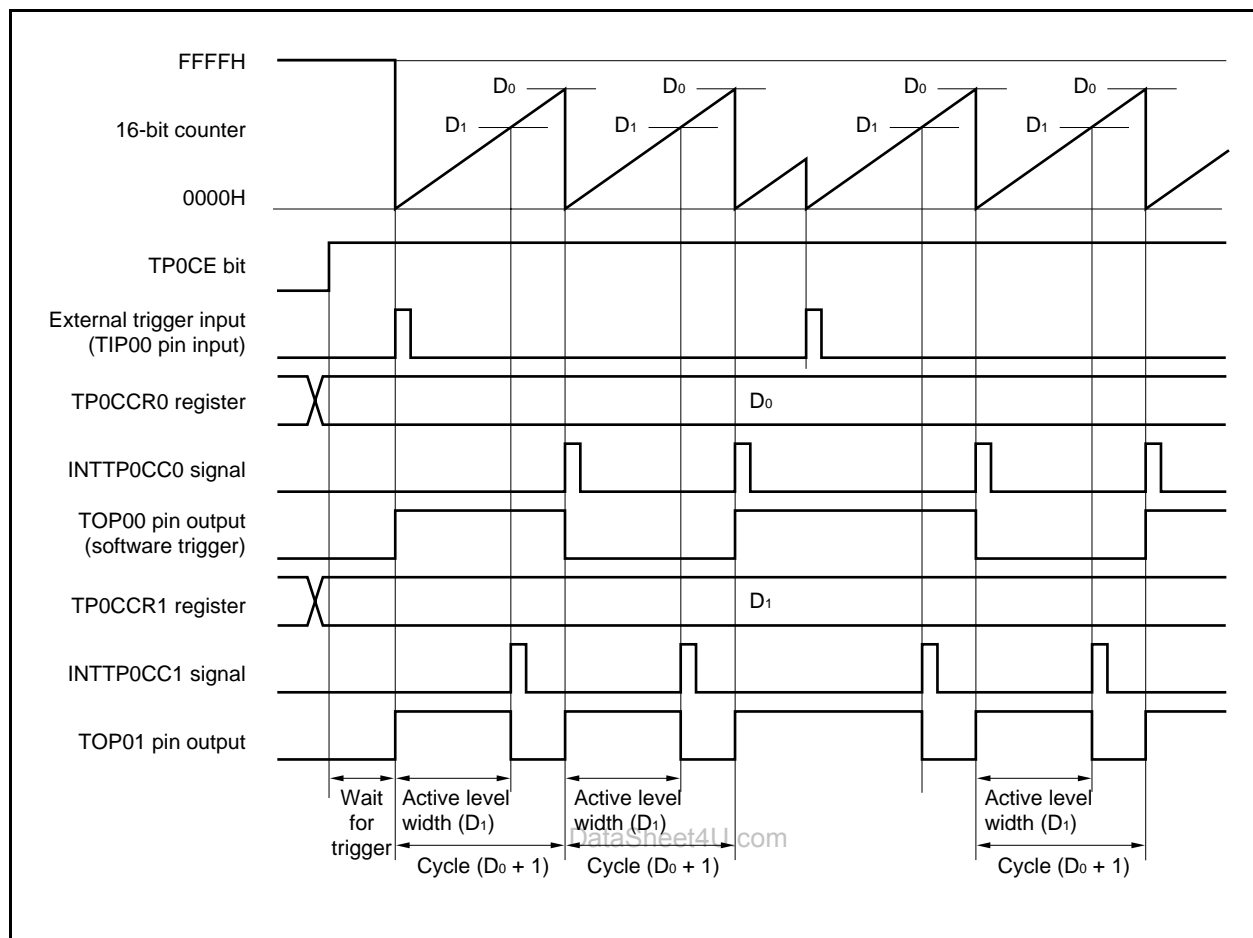 FFFFH
D0 D0 D0 D0
16-bit counter
D1 D1 D1 D1
0000H
TP0CE bit
External trigger input
(TIP00 pin input)
TP0CCR0 register
D0
INTTP0CC0 signal
TOP00 pin output
(software trigger)
TP0CCR1 register
D1
INTTP0CC1 signal
TOP01 pin output
Wait
for
trigger
Active level
width (D1)
Active level
width (D1)
Active level
width (D1)
DataSheet4U.com
Cycle (D0 + 1)
Cycle (D0 + 1)
Cycle (D0 + 1)